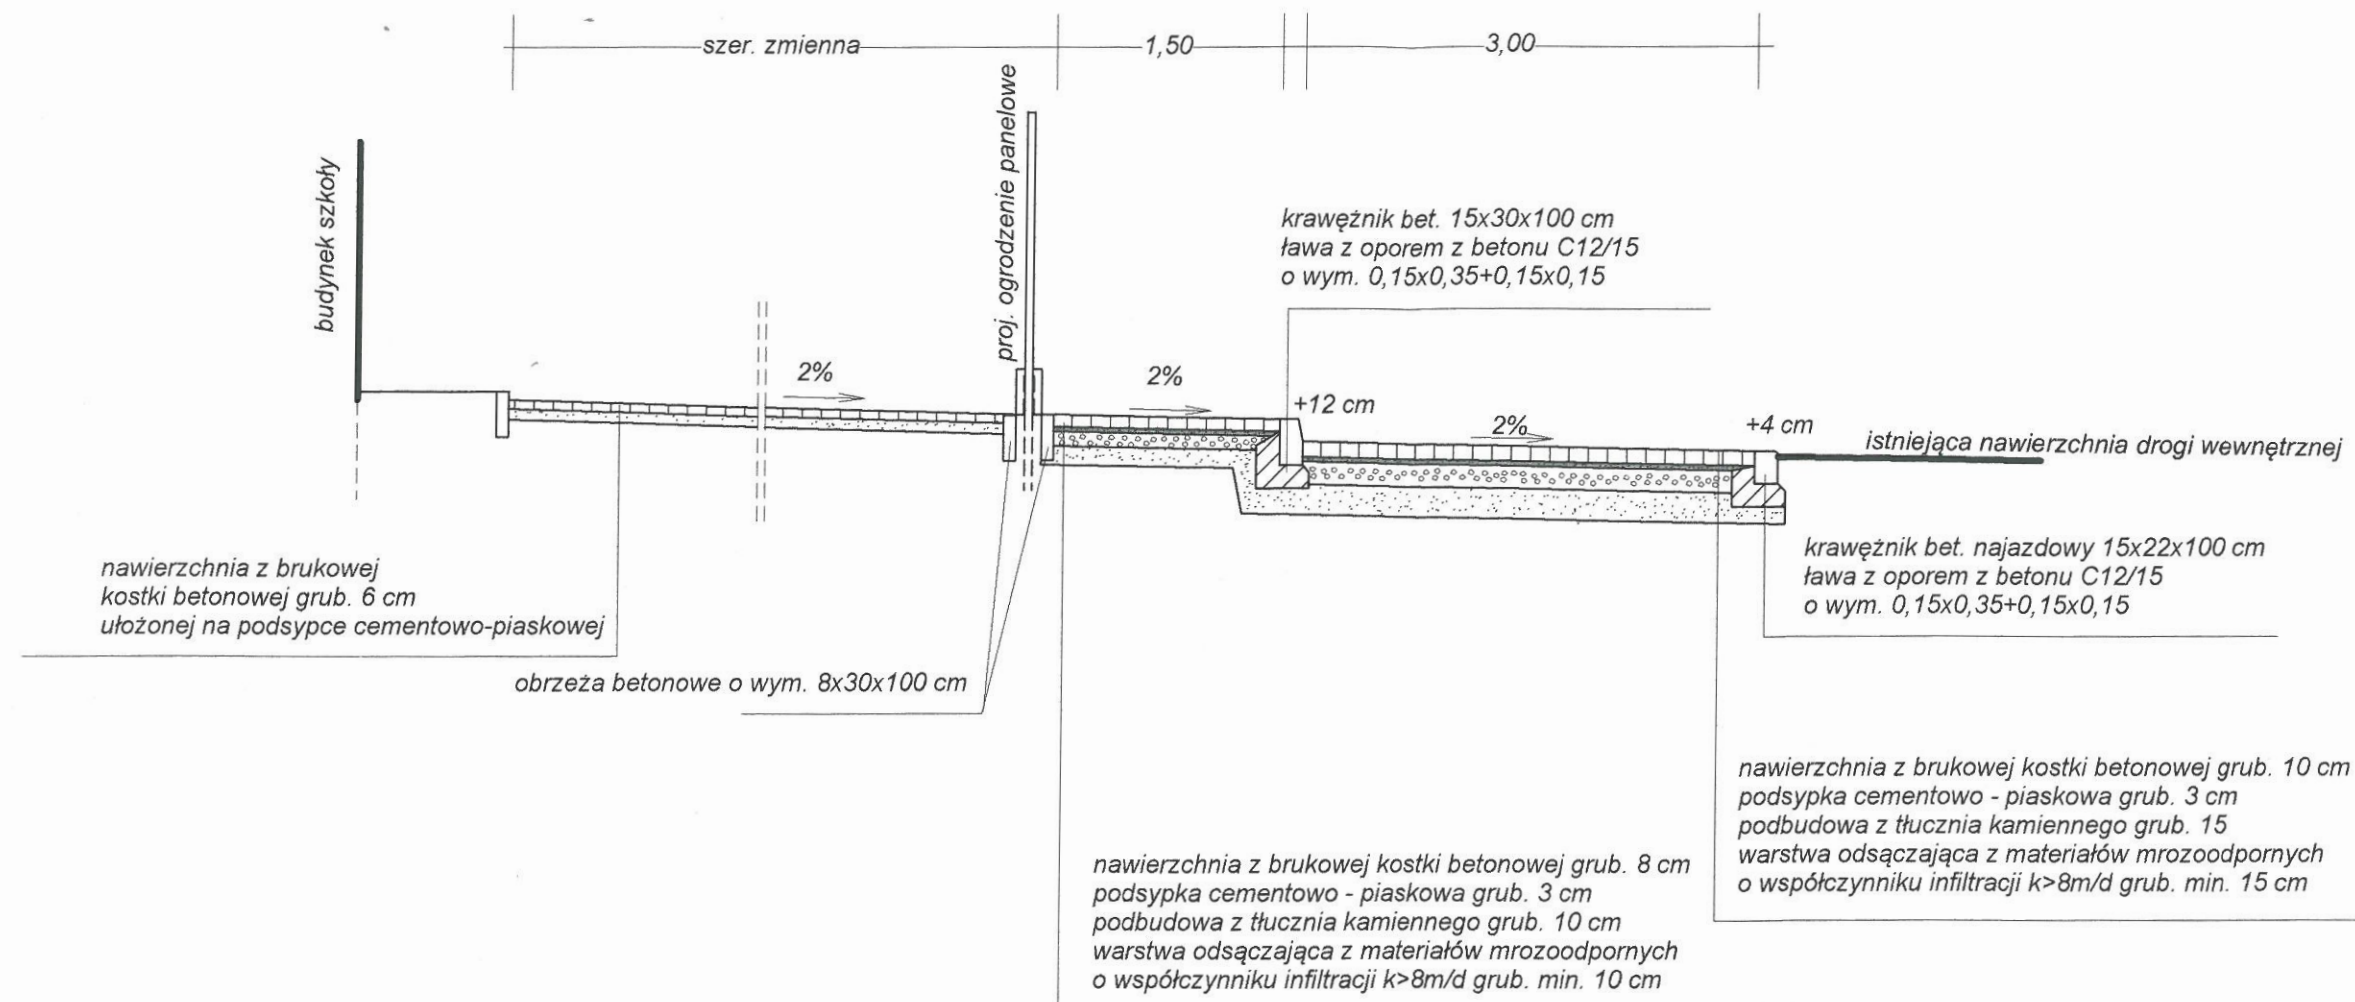 szer. zmienna
1,50
3,00
budynek szkoły
proj. ogrodzenie panelowe
krawężnik bet. 15x30x100 cm
ława z oporem z betonu C12/15
o wym. 0,15x0,35+0,15x0,15
2%
2%
+12 cm
2%
+4 cm
istniejąca nawierzchnia drogi wewnętrznej
nawierzchnia z brukowej
kostki betonowej grub. 6 cm
ułożonej na podsypce cementowo-piaskowej
krawężnik bet. najazdowy 15x22x100 cm
ława z oporem z betonu C12/15
o wym. 0,15x0,35+0,15x0,15
obrzeża betonowe o wym. 8x30x100 cm
nawierzchnia z brukowej kostki betonowej grub. 10 cm
podsypka cementowo - piaskowa grub. 3 cm
podbudowa z tłucznia kamiennego grub. 15
warstwa odsączająca z materiałów mrozoodpornych
o współczynniku infiltracji k>8m/d grub. min. 15 cm
nawierzchnia z brukowej kostki betonowej grub. 8 cm
podsypka cementowo - piaskowa grub. 3 cm
podbudowa z tłucznia kamiennego grub. 10 cm
warstwa odsączająca z materiałów mrozoodpornych
o współczynniku infiltracji k>8m/d grub. min. 10 cm